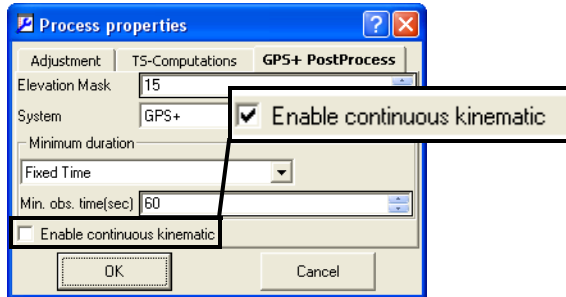 Process properties
Adjustment TS-Computations GPS+ PostProcess
Elevation Mask 15
System GPS+
Enable continuous kinematic
Minimum duration
Fixed Time
Min. obs. time(sec) 60
Enable continuous kinematic
OK Cancel